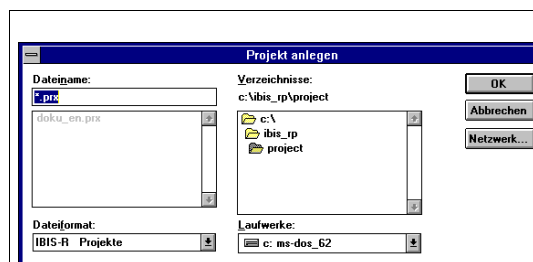 Projekt anlegen
Dateiname:
*.prx
doku_en.prx
Dateiformat:
IBIS-R Projekte
Verzeichnisse:
c:\ibis_rp\project
c:\
ibis_rp
project
Laufwerke:
c: ms-dos_62
OK
Abbrechen
Netzwerk...